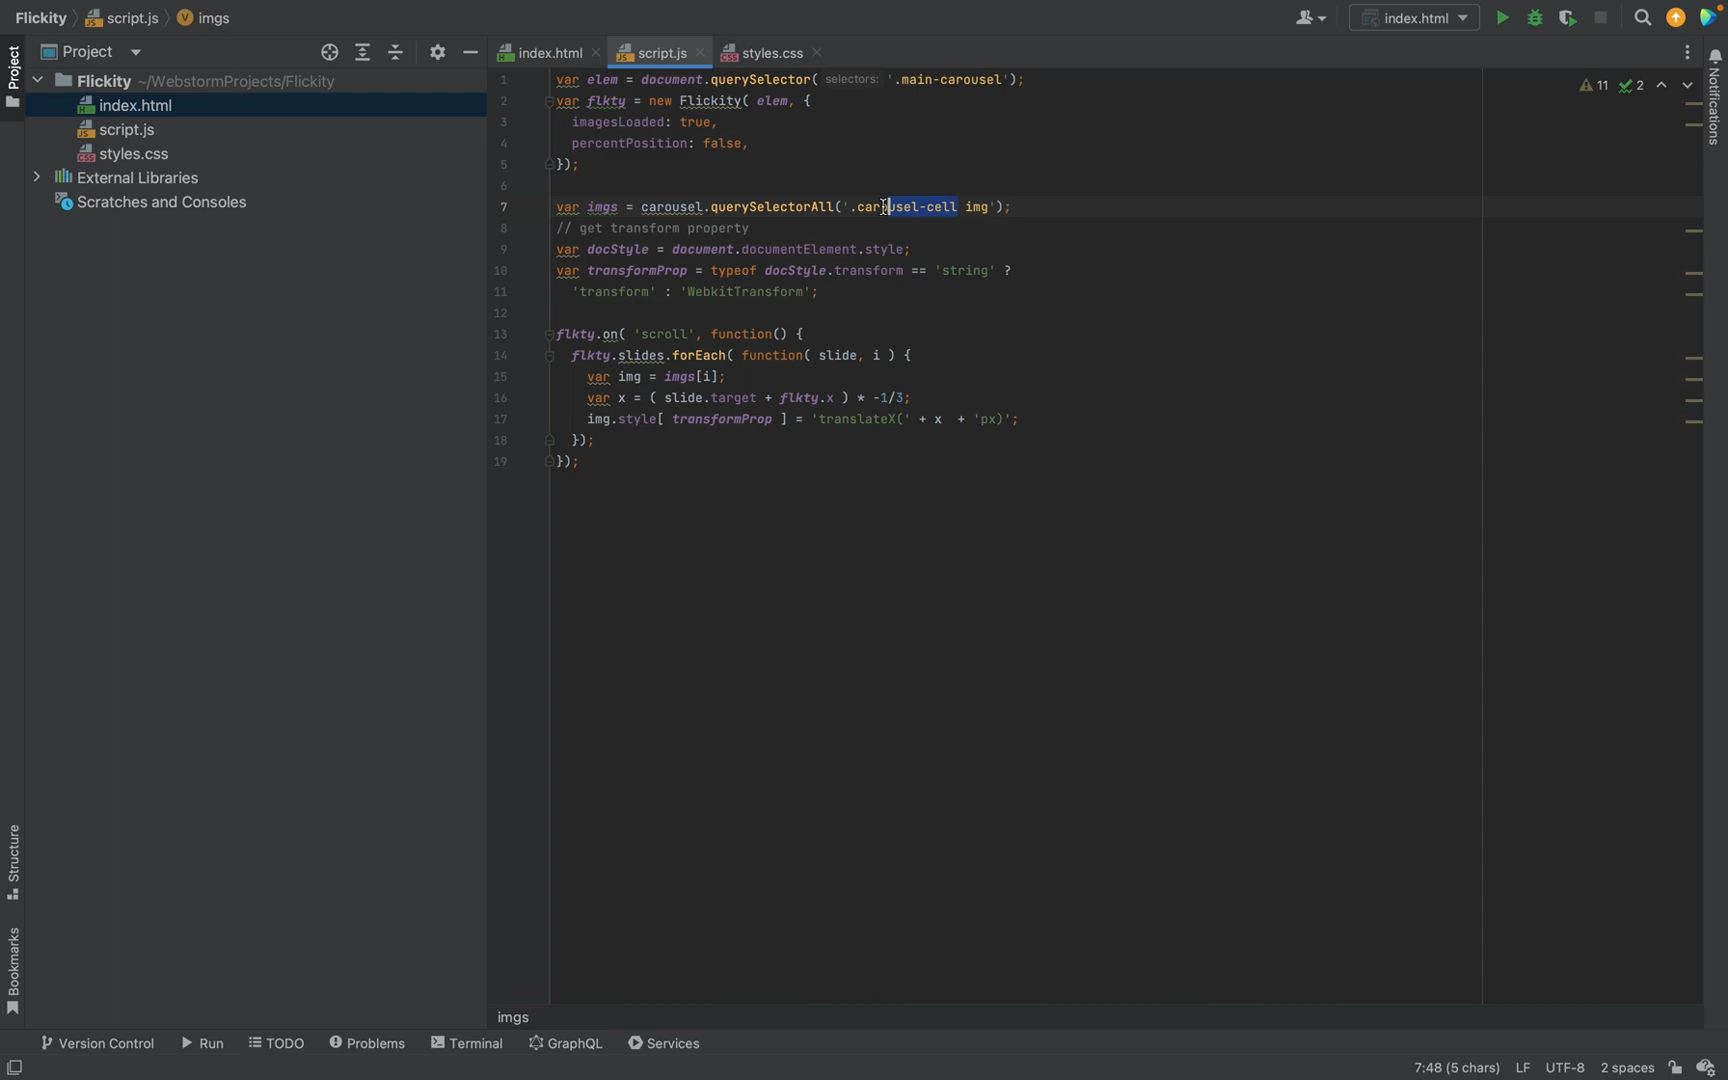 Flickity script.js imgs
index.html
Project
index.html script.js styles.css
Project
Flickity ~/WebstormProjects/Flickity
index.html
script.js
styles.css
External Libraries
Scratches and Consoles
1 var elem = document.querySelector( selectors: '.main-carousel');
2 var flkty = new Flickity( elem, {
3 imagesLoaded: true,
4 percentPosition: false,
5 });
6
7 var imgs = carousel.querySelectorAll('.carousel-cell img');
8 // get transform property
9 var docStyle = document.documentElement.style;
10 var transformProp = typeof docStyle.transform == 'string' ?
11 'transform' : 'WebkitTransform';
12
13 flkty.on( 'scroll', function() {
14 flkty.slides.forEach( function( slide, i ) {
15 var img = imgs[i];
16 var x = ( slide.target + flkty.x ) * -1/3;
17 img.style[ transformProp ] = 'translateX(' + x  + 'px)';
18 });
19 });
11 2
Notifications
Structure
Bookmarks
imgs
Version Control Run TODO Problems Terminal GraphQL Services
7:48 (5 chars) LF UTF-8 2 spaces